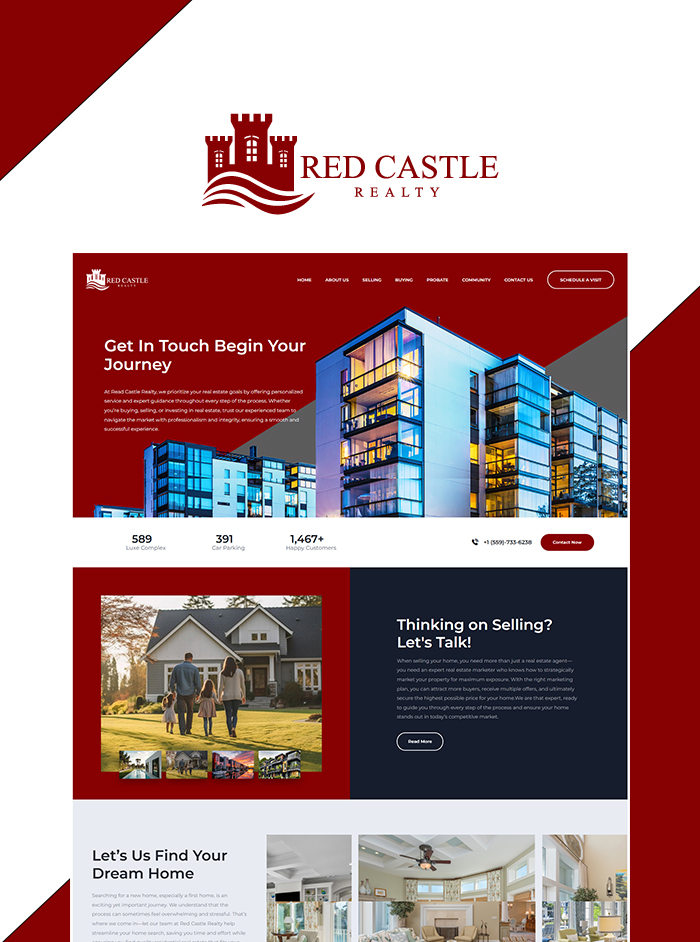 RED CASTLE
REALTY
RED CASTLE
REALTY
HOME ABOUT US SELLING BUYING PROBATE COMMUNITY CONTACT US SCHEDULE A VISIT
Get In Touch Begin Your
Journey
At Read Castle Realty, we prioritize your real estate goals by offering personalized
service and expert guidance throughout every step of the process. Whether
you're buying, selling, or investing in real estate, trust our experienced team to
navigate the market with professionalism and integrity, ensuring a smooth and
successful experience.
589 391 1,467+
Luxe Complex Car Parking Happy Customers
+1 (559)-733-6238 Contact Now
Thinking on Selling?
Let's Talk!
When selling your home, you need more than just a real estate agent—
you need an expert real estate marketer who knows how to strategically
market your property for maximum exposure. With the right marketing
plan, you can attract more buyers, receive multiple offers, and ultimately
secure the highest possible price for your home.We are that expert, ready
to guide you through every step of the process and ensure your home
stands out in today's competitive market.
Read More
Let's Us Find Your
Dream Home
Searching for a new home, especially a first home, is an
exciting yet important journey. We understand that the
process can sometimes feel overwhelming and stressful. That's
where we come in—let our team at Red Castle Realty help
streamline your home search, saving you time and effort while